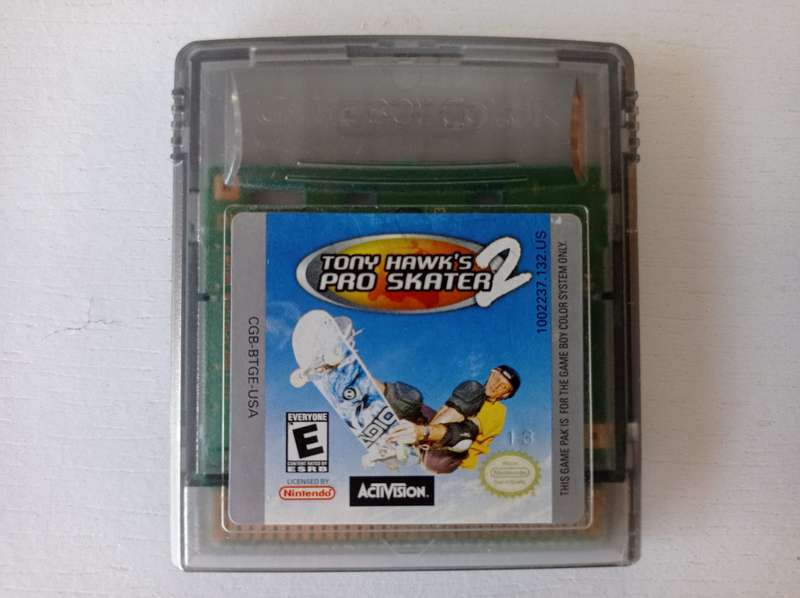 GAME BOY COLOR
TONY HAWK'S
PRO SKATER 2
CGB-BTGE-USA
1002237.132.US
THIS GAME PAK IS FOR THE GAME BOY COLOR SYSTEM ONLY.
13
EVERYONE
E
CONTENT RATED BY
ESRB
LICENSED BY
Nintendo
ACTIVISION.
Nintendo